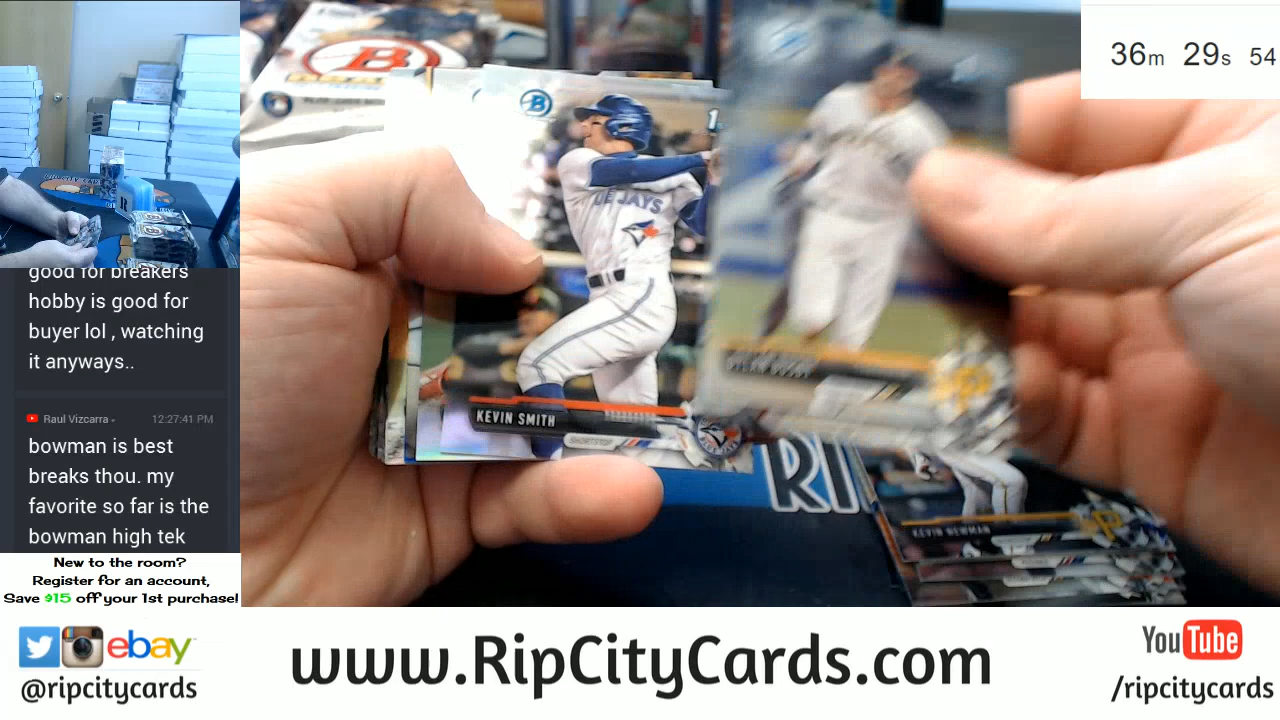 36m 29s 54
good for breakers
hobby is good for
buyer lol , watching
it anyways..
Raul Vizcarra 12:27:41 PM
bowman is best
breaks thou. my
favorite so far is the
bowman high tek
New to the room?
Register for an account,
Save $15 off your 1st purchase!
B
B
BLUE JAYS
KEVIN SMITH
SHORTSTOP
P
RI
KEVIN NEWMAN
P
ebay
@ripcitycards
www.RipCityCards.com
YouTube
/ripcitycards